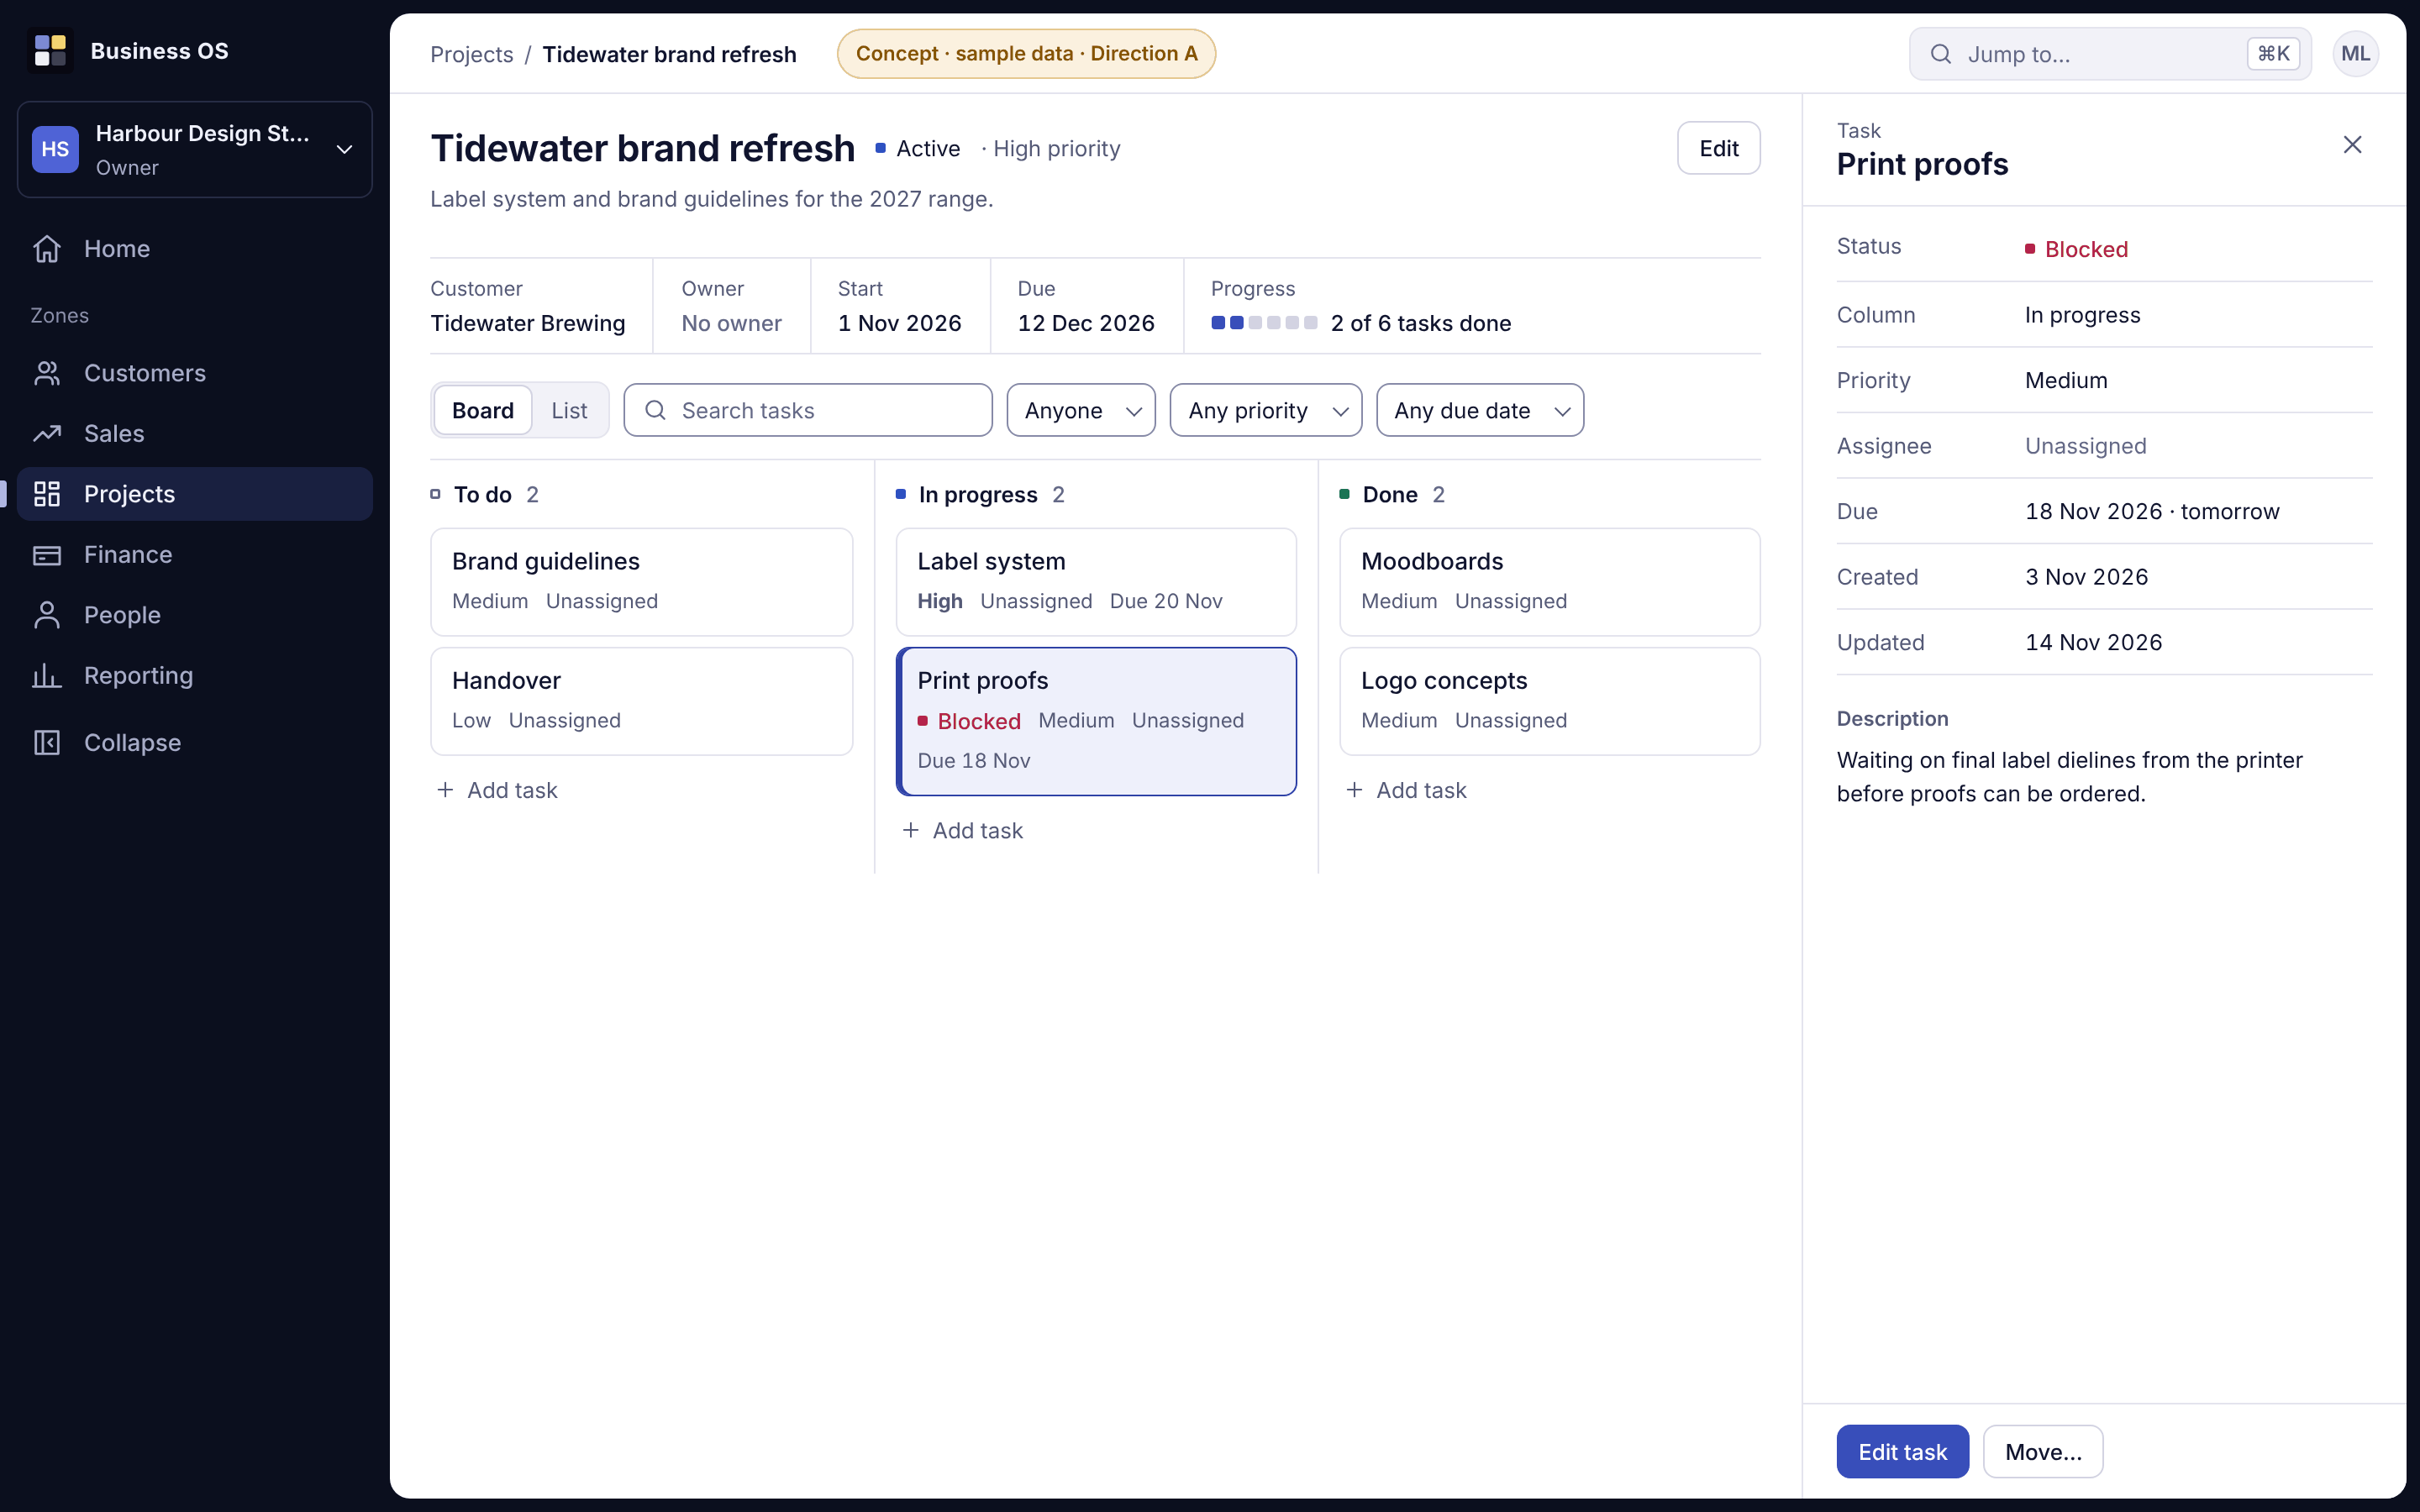 Business OS
HS
Harbour Design St...
Owner
Home
Zones
Customers
Sales
Projects
Finance
People
Reporting
Collapse
Projects / Tidewater brand refresh
Concept · sample data · Direction A
Jump to...
⌘K
ML
Tidewater brand refresh
Active
· High priority
Edit
Label system and brand guidelines for the 2027 range.
Customer
Tidewater Brewing
Owner
No owner
Start
1 Nov 2026
Due
12 Dec 2026
Progress
2 of 6 tasks done
Board
List
Search tasks
Anyone
Any priority
Any due date
To do 2
Brand guidelines
Medium Unassigned
Handover
Low Unassigned
Add task
In progress 2
Label system
High Unassigned Due 20 Nov
Print proofs
Blocked Medium Unassigned
Due 18 Nov
Add task
Done 2
Moodboards
Medium Unassigned
Logo concepts
Medium Unassigned
Add task
Task
Print proofs
Status Blocked
Column In progress
Priority Medium
Assignee Unassigned
Due 18 Nov 2026 · tomorrow
Created 3 Nov 2026
Updated 14 Nov 2026
Description
Waiting on final label dielines from the printer
before proofs can be ordered.
Edit task
Move...